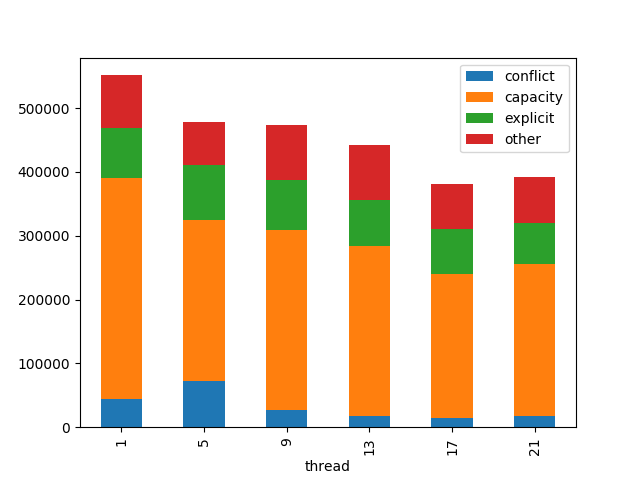 conflict
capacity
explicit
other
500000
400000
300000
200000
100000
0
1
5
9
13
17
21
thread